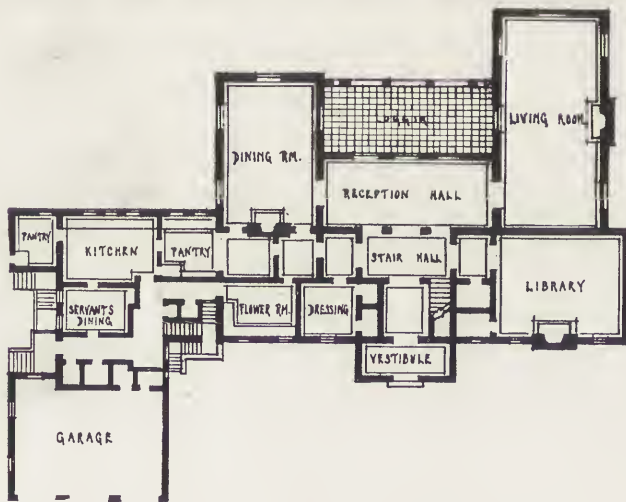 LOGGIA
LIVING ROOM
DINING RM.
RECEPTION HALL
PANTRY
KITCHEN
PANTRY
STAIR HALL
LIBRARY
SERVANTS
DINING
FLOWER RM.
DRESSING
VESTIBULE
GARAGE